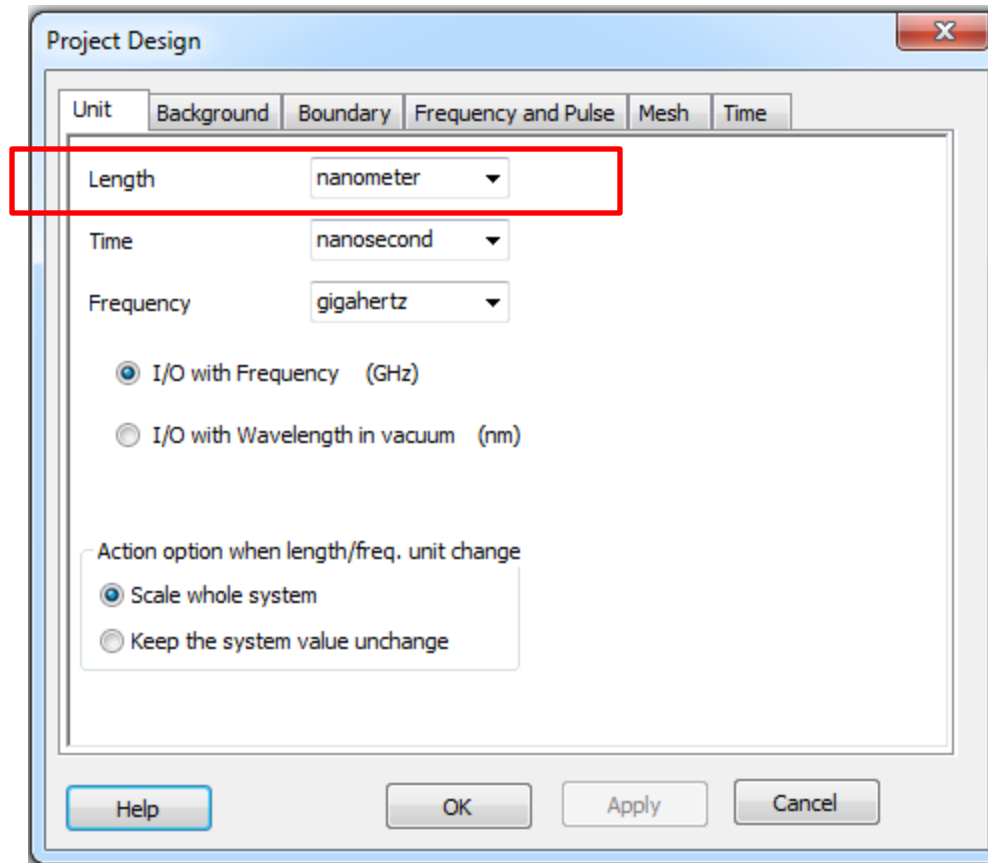 Project Design
Unit Background Boundary Frequency and Pulse Mesh Time
Length nanometer
Time nanosecond
Frequency gigahertz
I/O with Frequency (GHz)
I/O with Wavelength in vacuum (nm)
Action option when length/freq. unit change
Scale whole system
Keep the system value unchange
Help OK Apply Cancel